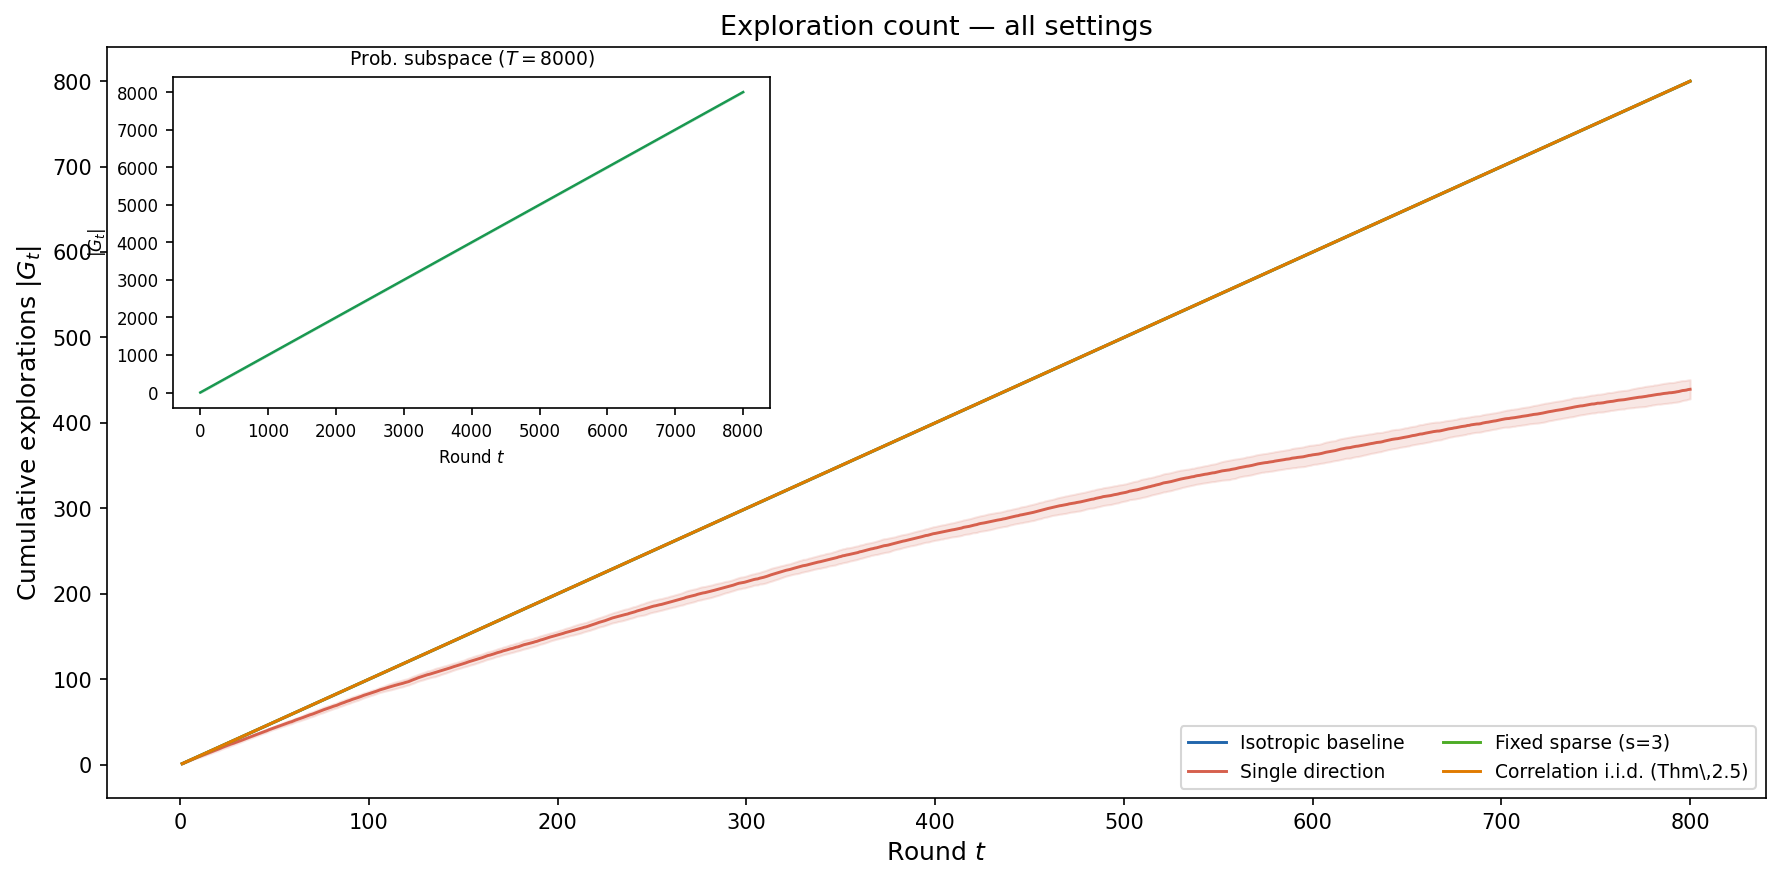 Exploration count — all settings
Prob. subspace (T = 8000)
Cumulative explorations |G_t|
800
700
600
500
400
300
200
100
0
|G_t|
8000
7000
6000
5000
4000
3000
2000
1000
0
0 1000 2000 3000 4000 5000 6000 7000 8000
Round t
Isotropic baseline
Single direction
Fixed sparse (s=3)
Correlation i.i.d. (Thm\,2.5)
0 100 200 300 400 500 600 700 800
Round t